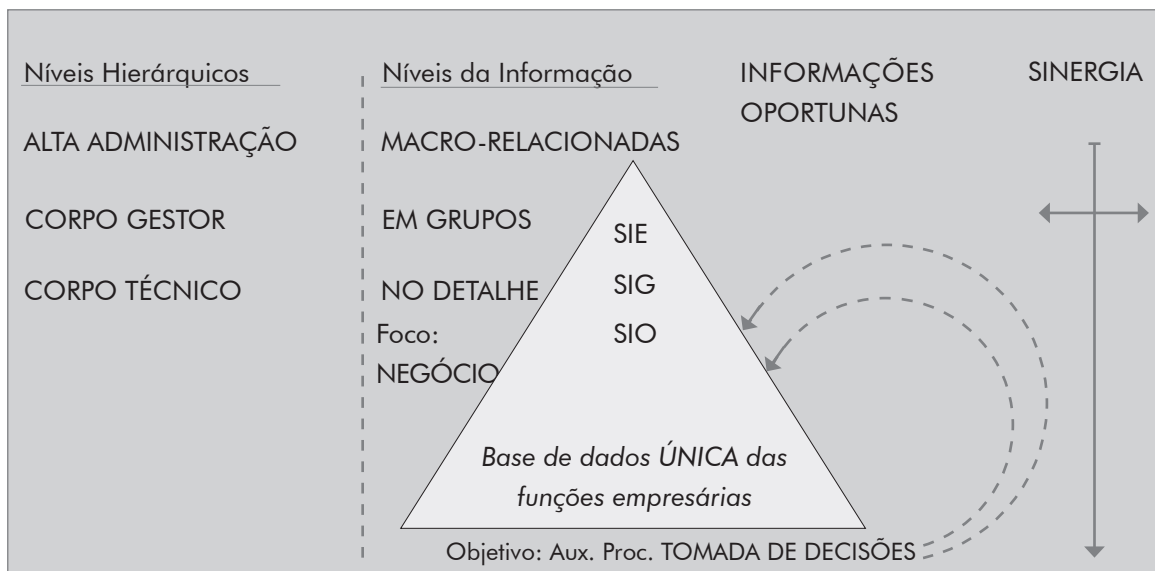 Níveis Hierárquicos
Níveis da Informação
INFORMAÇÕES
OPORTUNAS
SINERGIA
ALTA ADMINISTRAÇÃO
MACRO-RELACIONADAS
CORPO GESTOR
EM GRUPOS
SIE
CORPO TÉCNICO
NO DETALHE
SIG
Foco:
SIO
NEGÓCIO
Base de dados ÚNICA das
funções empresárias
Objetivo: Aux. Proc. TOMADA DE DECISÕES